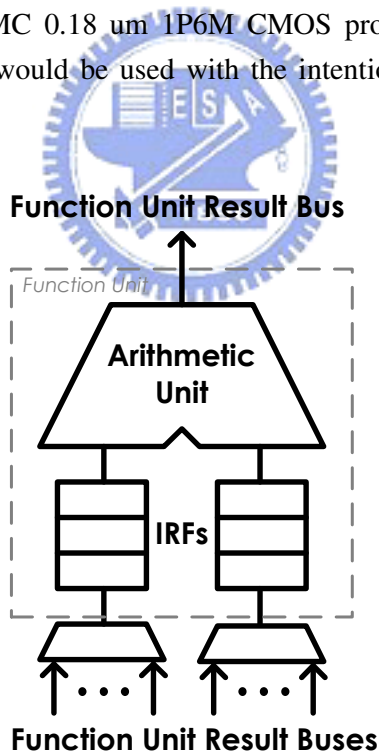 MC 0.18 um 1P6M CMOS pro
would be used with the intentio
ESA
Function Unit Result Bus
Function Unit
Arithmetic
Unit
IRFs
Function Unit Result Buses